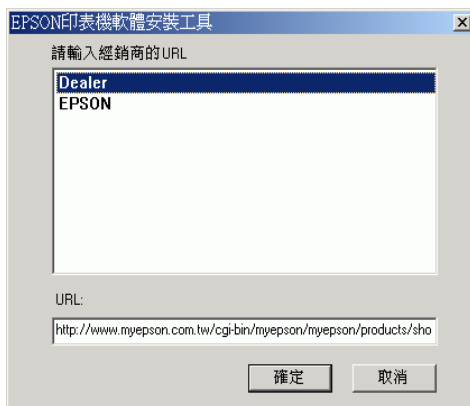 EPSON印表機軟體安裝工具
請輸入經銷商的URL
Dealer
EPSON
URL:
http://www.myepson.com.tw/cgi-bin/myepson/myepson/products/sho
確定
取消